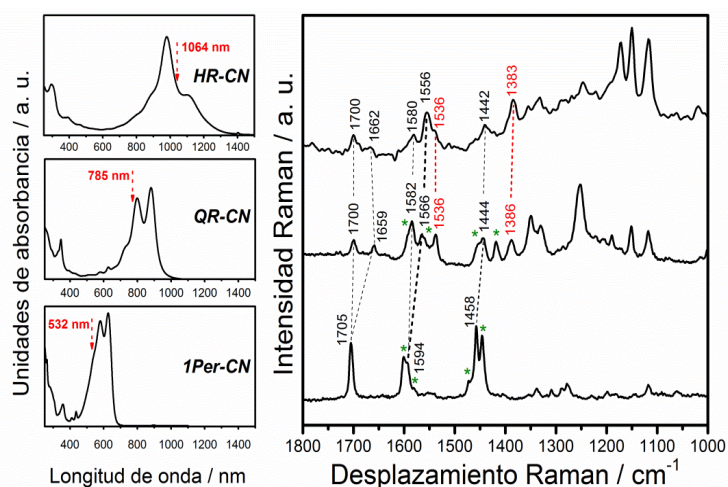 Unidades de absorbancia / a. u.
1064 nm
HR-CN
400 600 800 1000 1200 1400
785 nm
QR-CN
400 600 800 1000 1200 1400
532 nm
1Per-CN
400 600 800 1000 1200 1400
Longitud de onda / nm
Intensidad Raman / a. u.
1700
1662
1580
1556
1536
1442
1383
1700
1659
* 1582
1566
* 1536
* 1444
* 1386
1705
1594
*
1458
*
*
1800 1700 1600 1500 1400 1300 1200 1100 1000
Desplazamiento Raman / cm-1